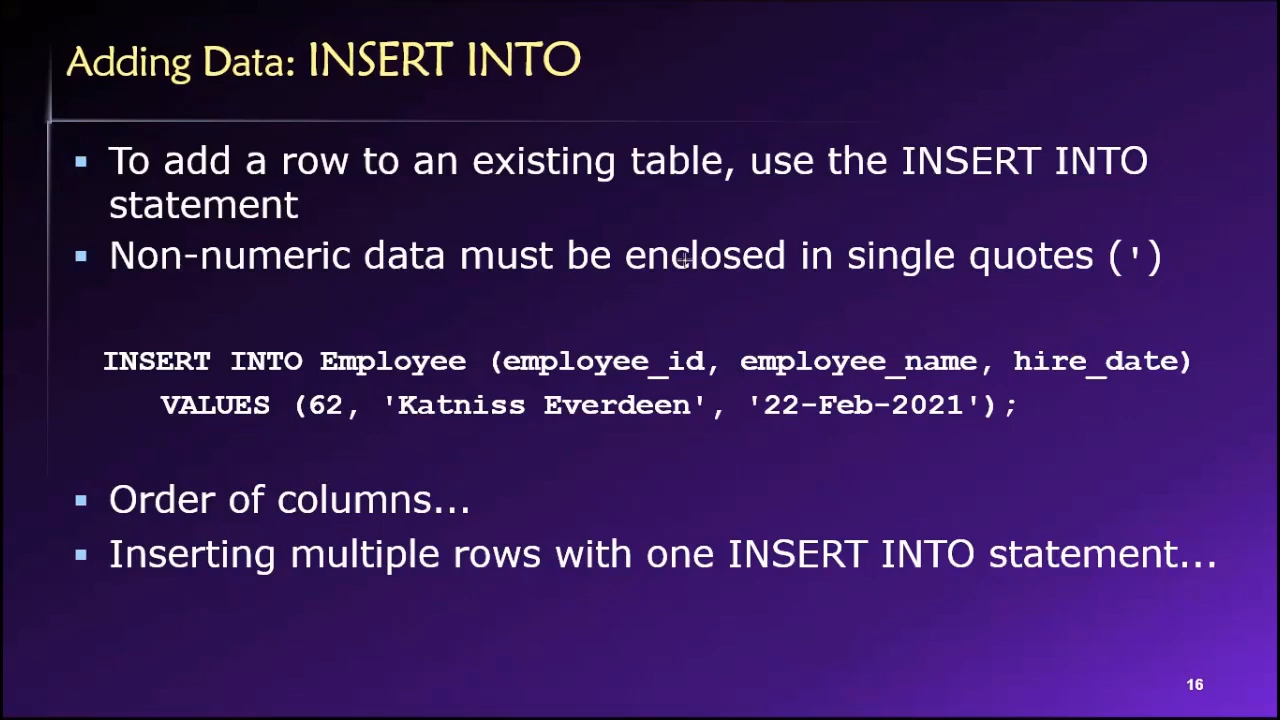 Adding Data: INSERT INTO
▪ To add a row to an existing table, use the INSERT INTO
statement
▪ Non-numeric data must be enclosed in single quotes (')
INSERT INTO Employee (employee_id, employee_name, hire_date)
VALUES (62, 'Katniss Everdeen', '22-Feb-2021');
▪ Order of columns...
▪ Inserting multiple rows with one INSERT INTO statement...
16